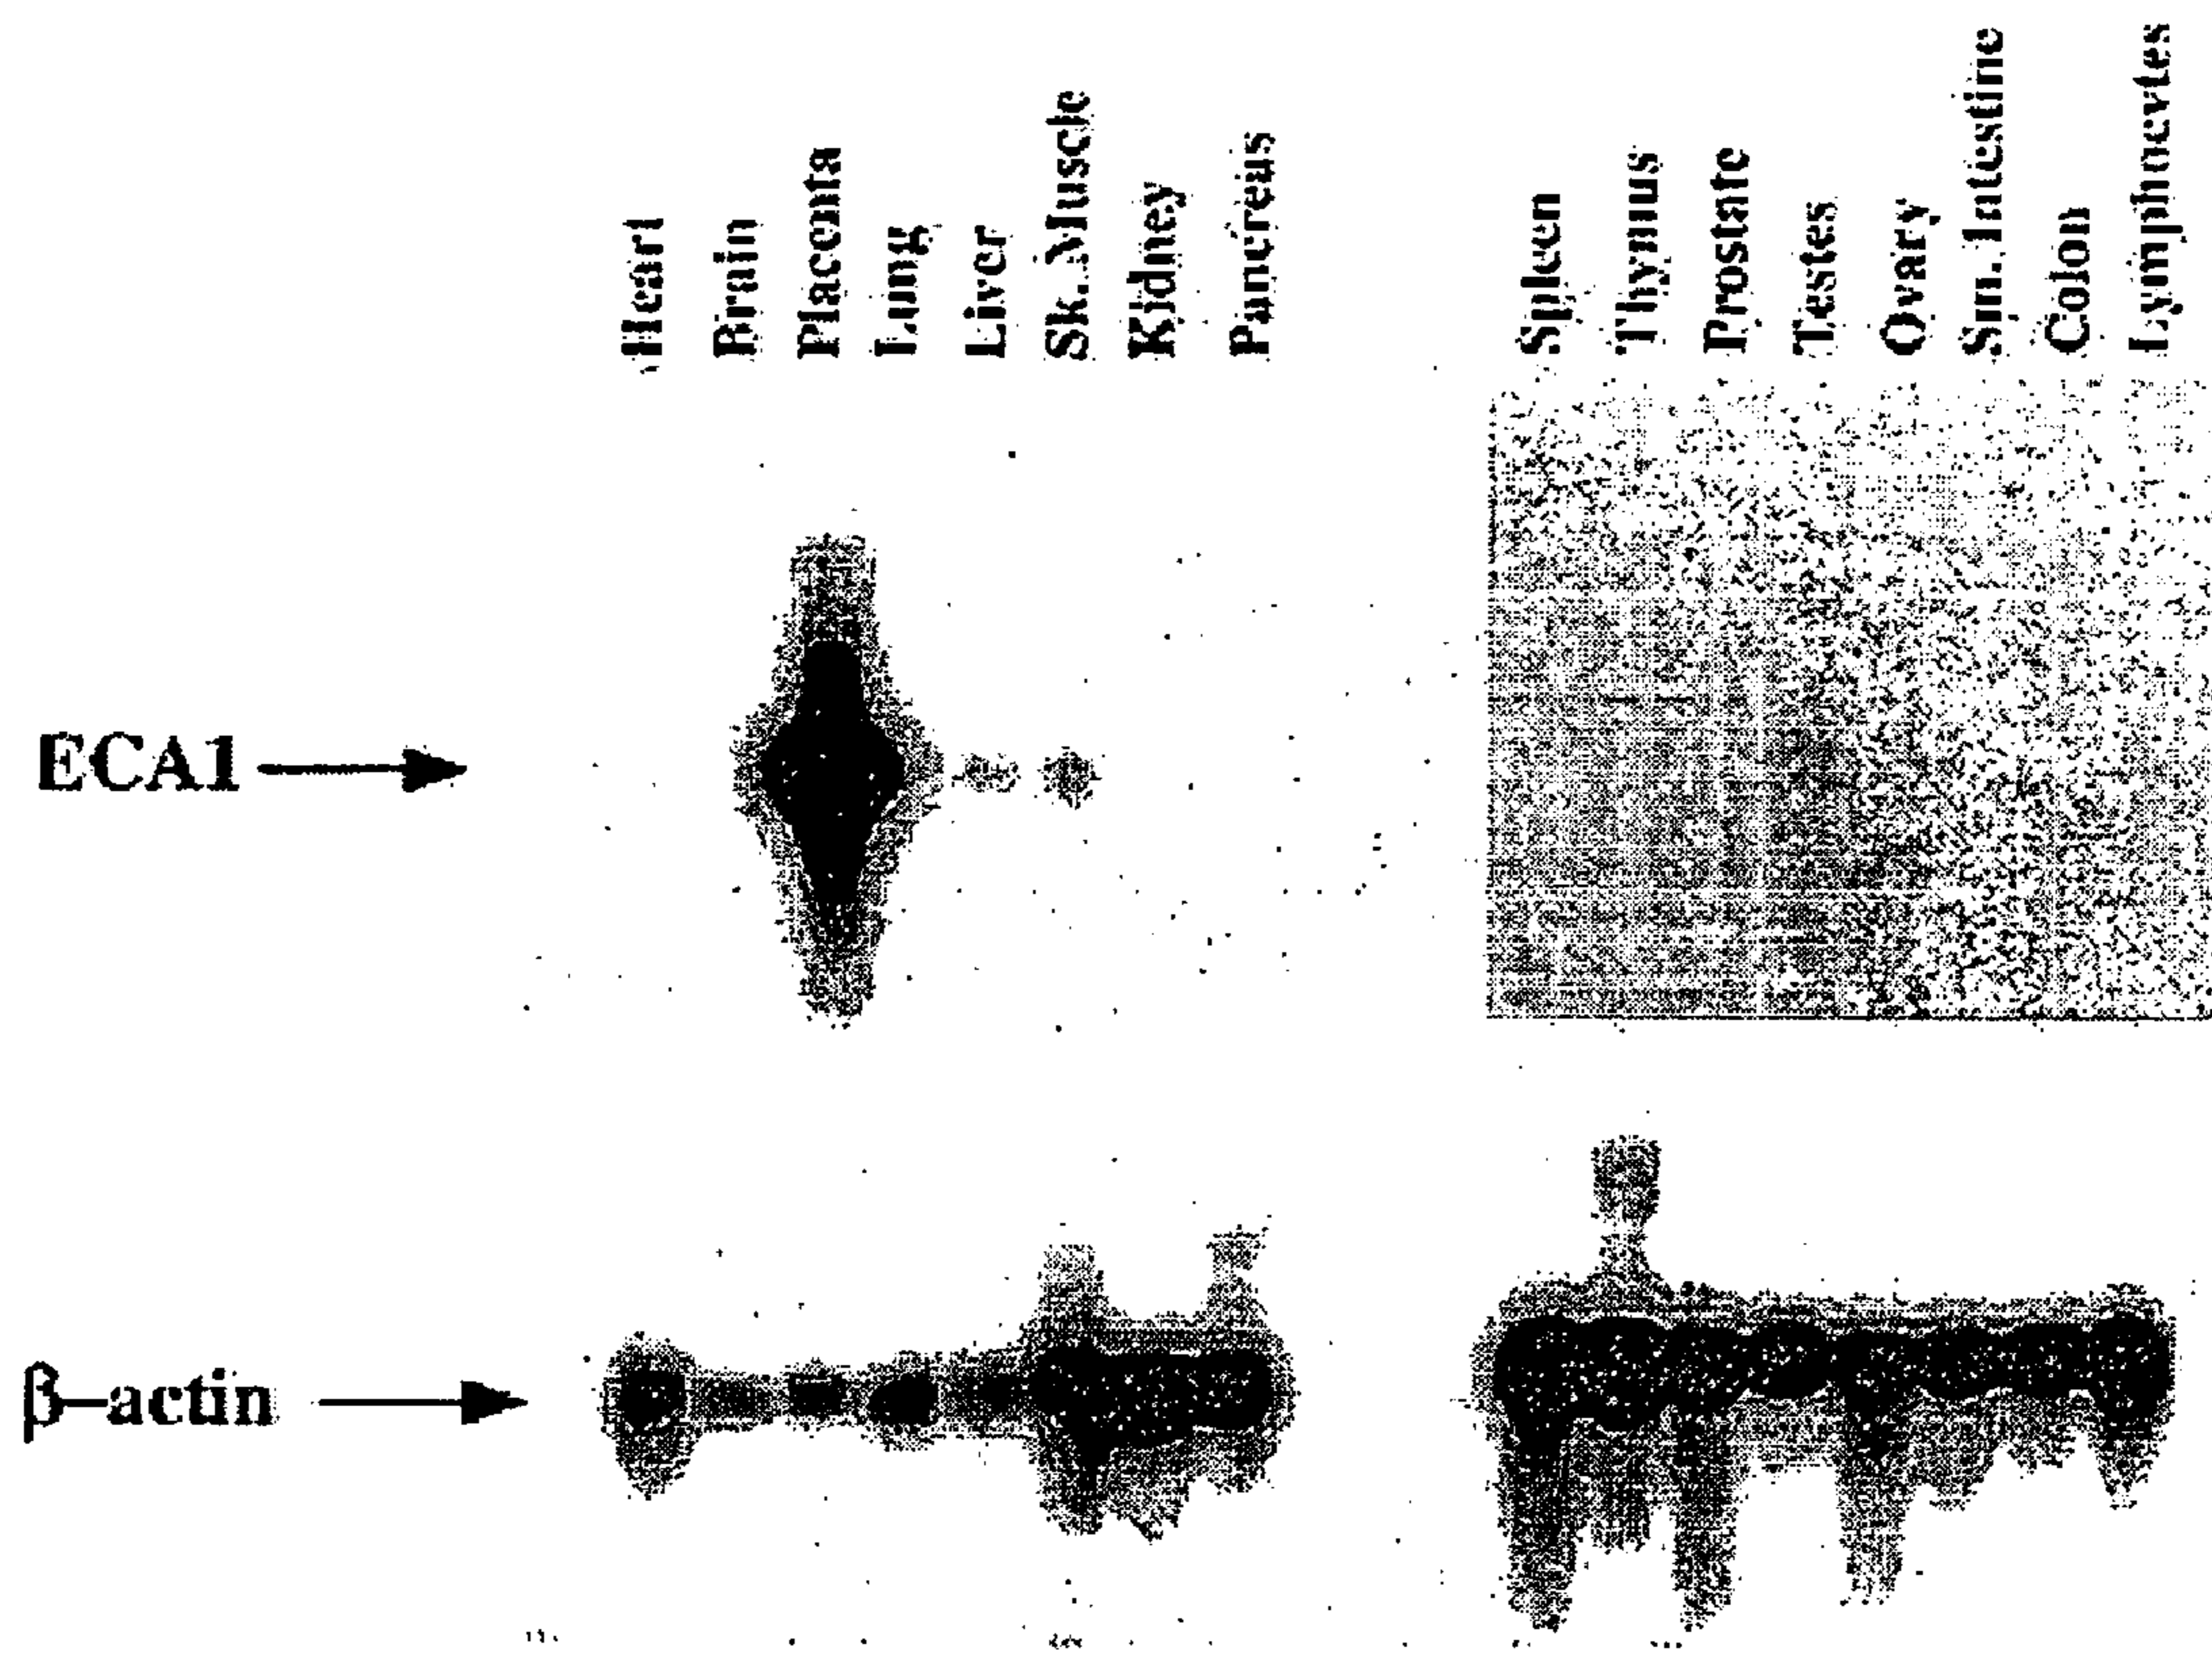 Heart
Brain
Placenta
Lung
Liver
Sk. Muscle
Kidney
Pancreas
Spleen
Thymus
Prostate
Testes
Ovary
Sm. Intestine
Colon
Lymphocytes
ECA1
β–actin